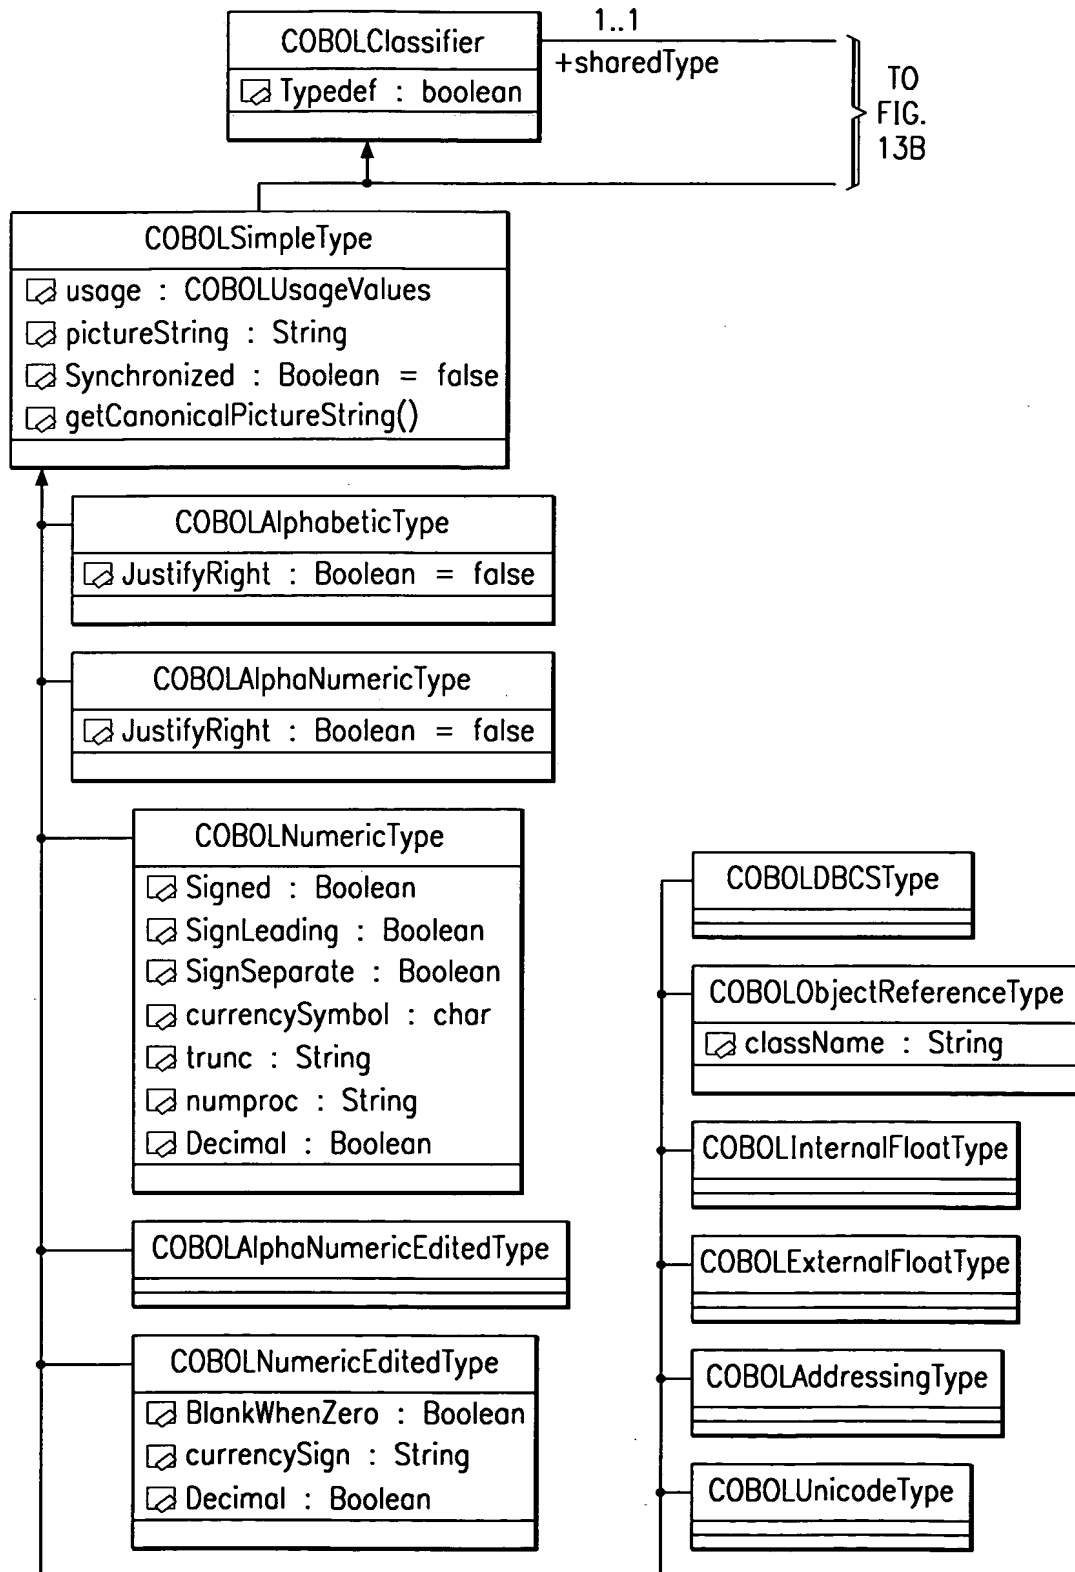 COBOLClassifier
Typedef : boolean
1..1
+sharedType
TO
FIG.
13B
COBOLSimpleType
usage : COBOLUsageValues
pictureString : String
Synchronized : Boolean = false
getCanonicalPictureString()
COBOLAlphabeticType
JustifyRight : Boolean = false
COBOLAlphaNumericType
JustifyRight : Boolean = false
COBOLNumericType
Signed : Boolean
SignLeading : Boolean
SignSeparate : Boolean
currencySymbol : char
trunc : String
numproc : String
Decimal : Boolean
COBOLAlphaNumericEditedType
COBOLNumericEditedType
BlankWhenZero : Boolean
currencySign : String
Decimal : Boolean
COBOLDBCSType
COBOLObjectReferenceType
className : String
COBOLInternalFloatType
COBOLExternalFloatType
COBOLAddressingType
COBOLUnicodeType